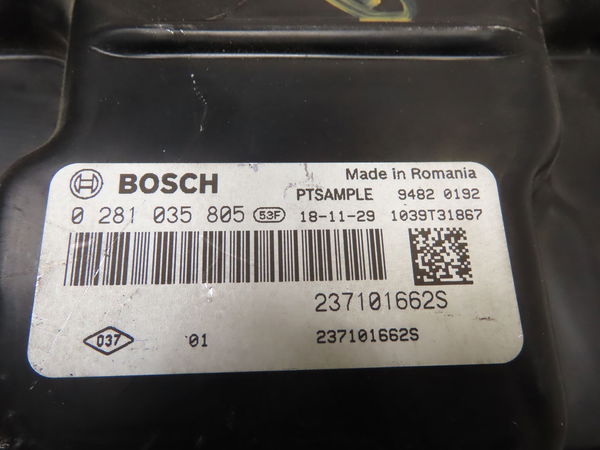 BOSCH
Made in Romania
PTSAMPLE 9482 0192
0 281 035 805 53F 18-11-29 1039T31867
237101662S
037 01 237101662S